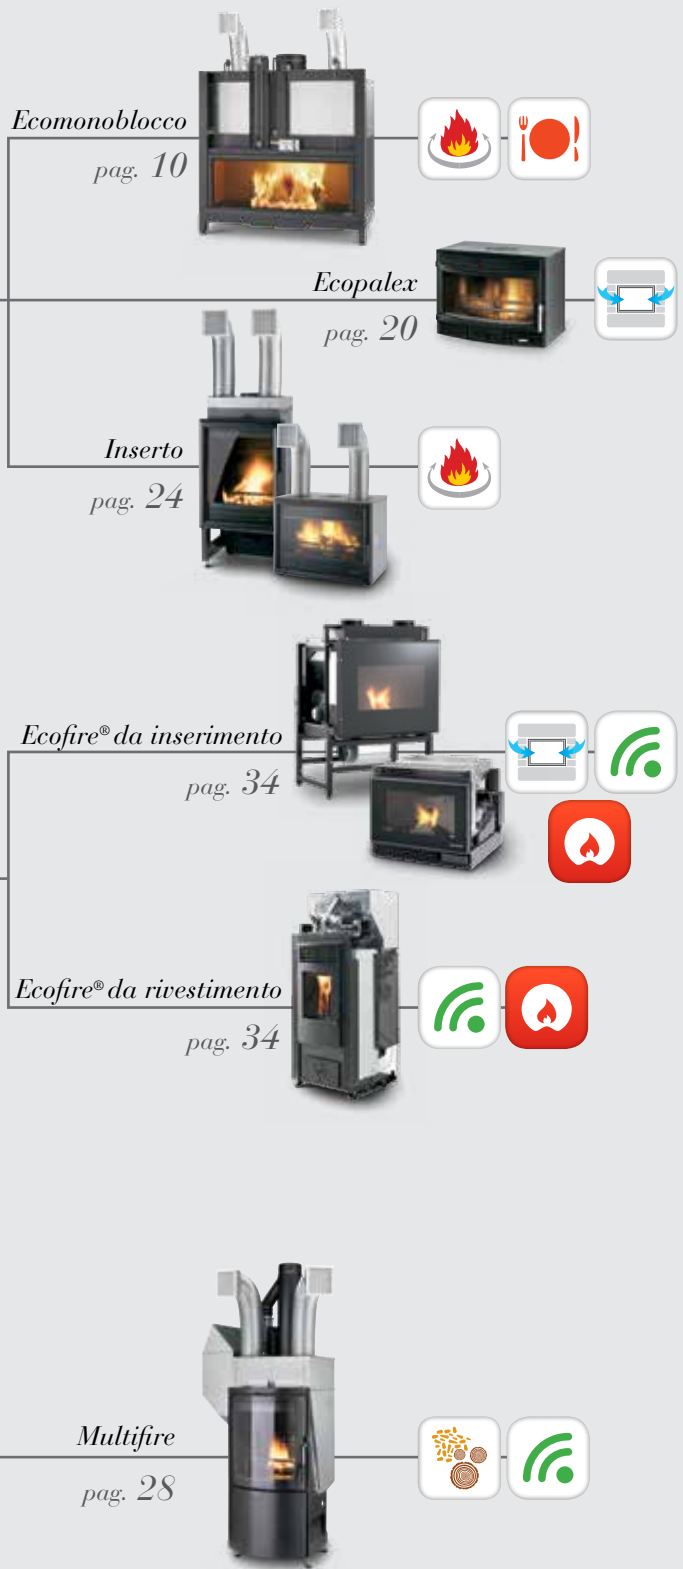 Ecomonoblocco
pag. 10
Ecopalex
pag. 20
Inserto
pag. 24
Ecofire® da inserimento
pag. 34
Ecofire® da rivestimento
pag. 34
Multifire
pag. 28